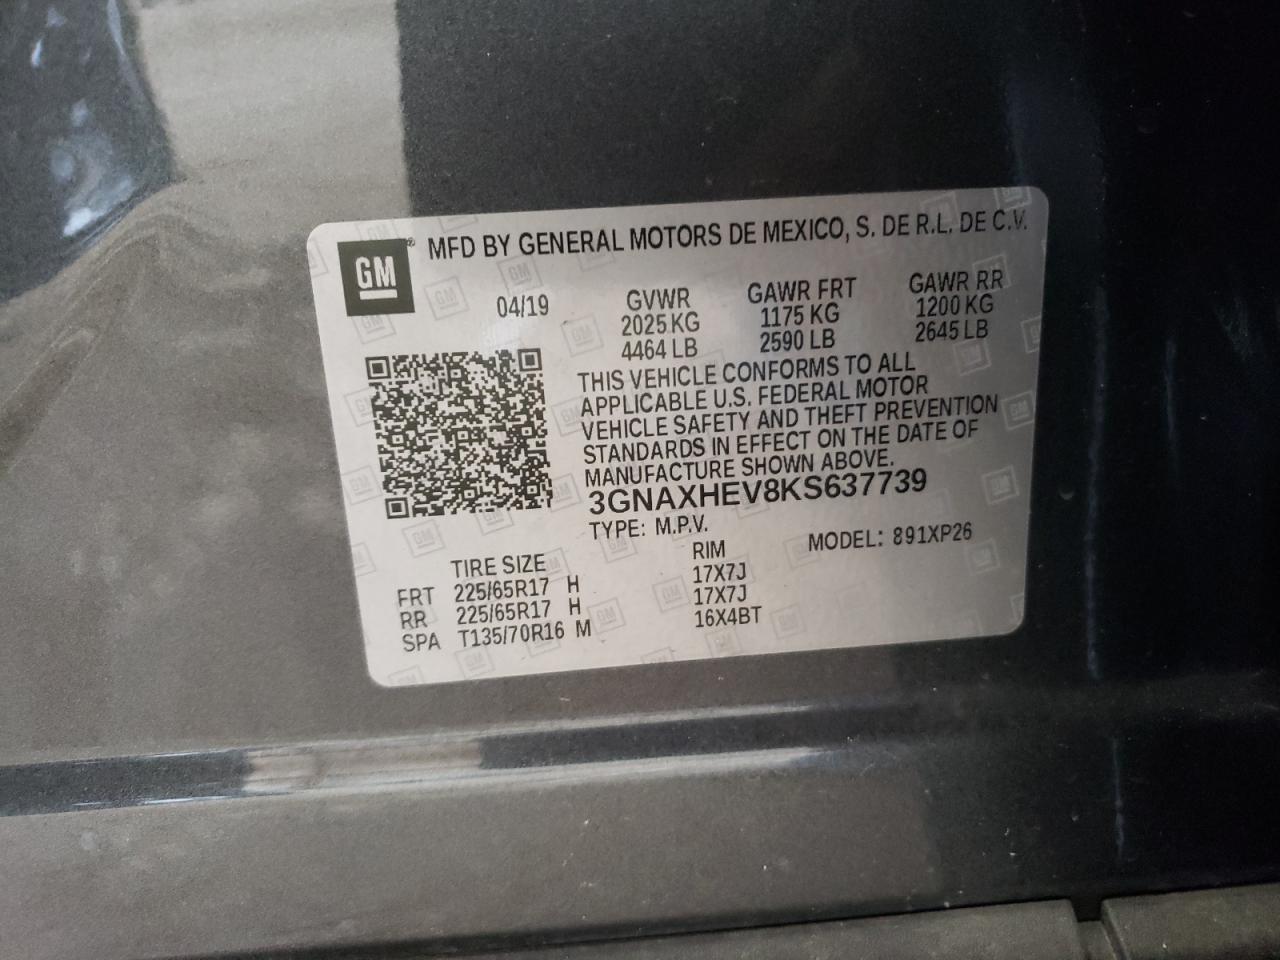 GM® MFD BY GENERAL MOTORS DE MEXICO, S. DE R.L. DE C.V.
04/19 GVWR GAWR FRT GAWR RR
2025 KG 1175 KG 1200 KG
4464 LB 2590 LB 2645 LB
THIS VEHICLE CONFORMS TO ALL
APPLICABLE U.S. FEDERAL MOTOR
VEHICLE SAFETY AND THEFT PREVENTION
STANDARDS IN EFFECT ON THE DATE OF
MANUFACTURE SHOWN ABOVE.
3GNAXHEV8KS637739
TYPE: M.P.V. MODEL: 891XP26
TIRE SIZE RIM
FRT 225/65R17 H 17X7J
RR 225/65R17 H 17X7J
SPA T135/70R16 M 16X4BT